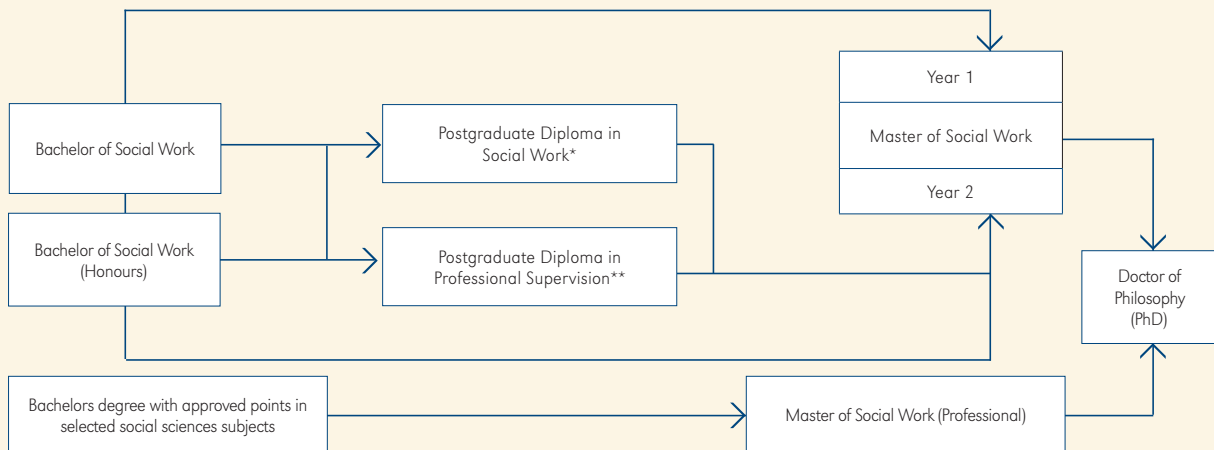 Year 1
Master of Social Work
Year 2
Bachelor of Social Work
Postgraduate Diploma in
Social Work*
Bachelor of Social Work
(Honours)
Postgraduate Diploma in
Professional Supervision**
Doctor of
Philosophy
(PhD)
Bachelors degree with approved points in
selected social sciences subjects
Master of Social Work (Professional)